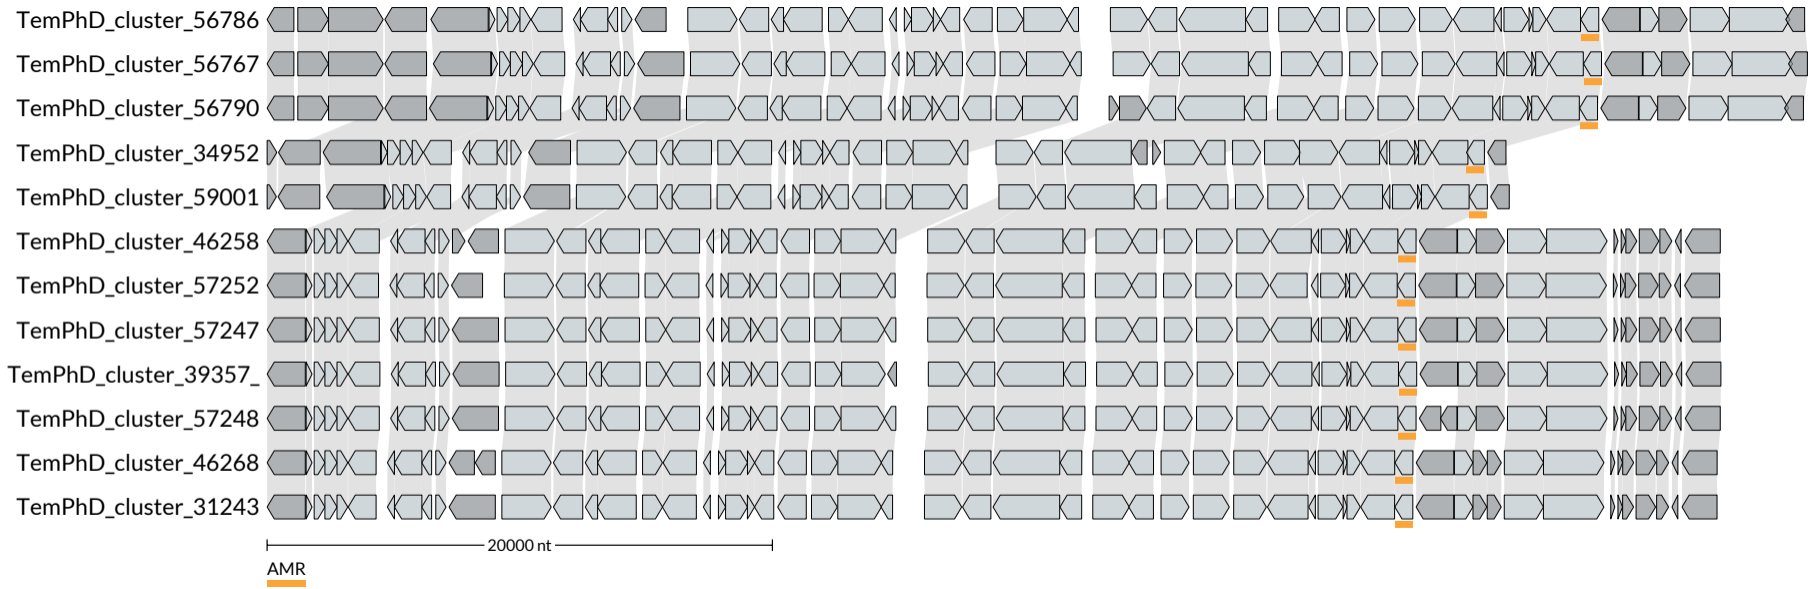 TemPhD_cluster_56786
TemPhD_cluster_56767
TemPhD_cluster_56790
TemPhD_cluster_34952
TemPhD_cluster_59001
TemPhD_cluster_46258
TemPhD_cluster_57252
TemPhD_cluster_57247
TemPhD_cluster_39357_
TemPhD_cluster_57248
TemPhD_cluster_46268
TemPhD_cluster_31243
20000 nt
AMR